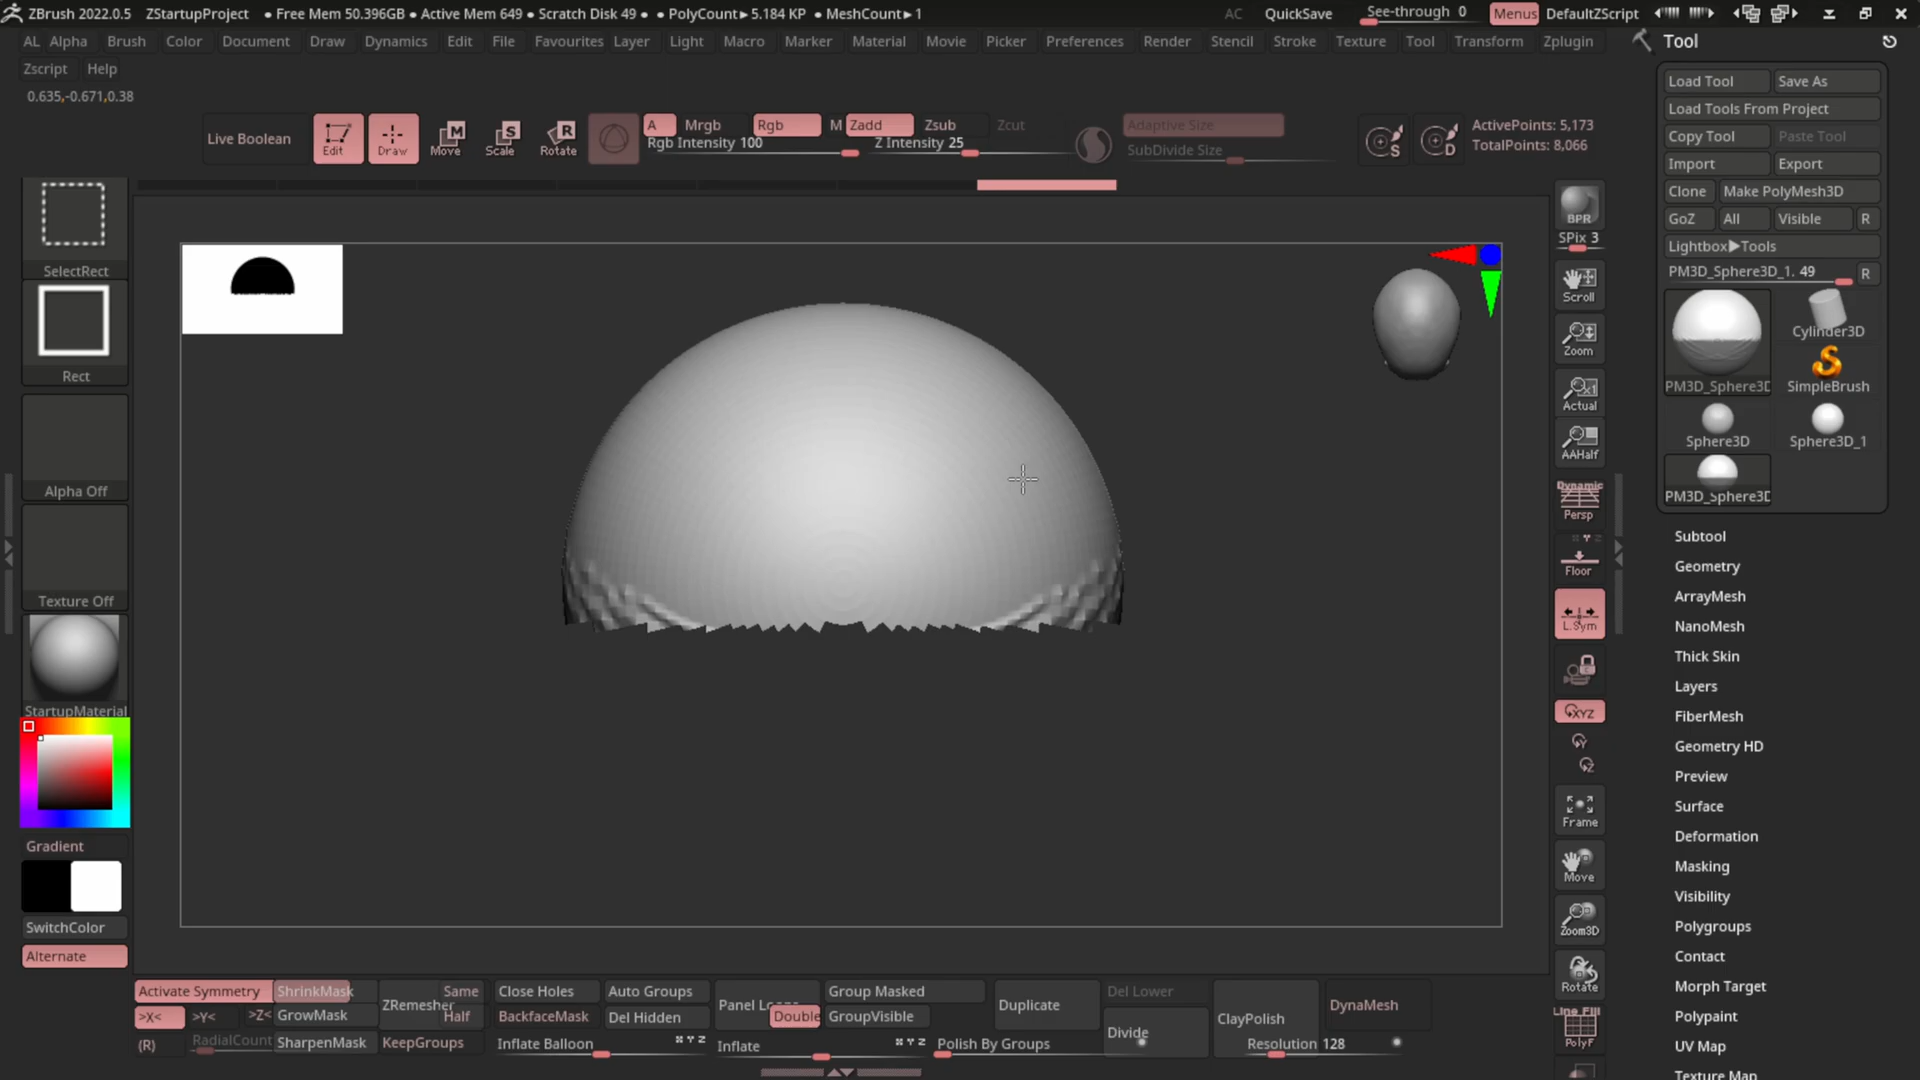 ZBrush 2022.0.5 ZStartupProject • Free Mem 50.396GB • Active Mem 649 • Scratch Disk 49 • • PolyCount▸ 5.184 KP • MeshCount▸ 1 AC QuickSave See-through 0 Menus DefaultZScript
AL Alpha Brush Color Document Draw Dynamics Edit File Favourites Layer Light Macro Marker Material Movie Picker Preferences Render Stencil Stroke Texture Tool Transform Zplugin
Zscript Help
0.635,-0.671,0.38
Live Boolean
Edit
Draw
M
Move
S
Scale
R
Rotate
A Mrgb Rgb M Zadd Zsub Zcut
Rgb Intensity 100 Z Intensity 25
Adaptive Size
SubDivide Size
S
D
ActivePoints: 5,173
TotalPoints: 8,066
SelectRect
Rect
Alpha Off
Texture Off
StartupMaterial
Gradient
SwitchColor
Alternate
BPR
SPix 3
Scroll
Zoom
Actual
AAHalf
Dynamic
Persp
Floor
L.Sym
XYZ
Y
Z
Frame
Move
Zoom3D
Rotate
Line Fill
PolyF
Tool
Load Tool Save As
Load Tools From Project
Copy Tool Paste Tool
Import Export
Clone Make PolyMesh3D
GoZ All Visible R
Lightbox▶Tools
PM3D_Sphere3D_1. 49 R
PM3D_Sphere3D
Cylinder3D
SimpleBrush
Sphere3D
Sphere3D_1
PM3D_Sphere3D
Subtool
Geometry
ArrayMesh
NanoMesh
Thick Skin
Layers
FiberMesh
Geometry HD
Preview
Surface
Deformation
Masking
Visibility
Polygroups
Contact
Morph Target
Polypaint
UV Map
Texture Map
Activate Symmetry
>X< >Y< >Z<
(R) RadialCount
ShrinkMask
GrowMask
SharpenMask
ZRemesher
Same
Half
KeepGroups
Close Holes
BackfaceMask
Inflate Balloon
X Y Z
Auto Groups
Del Hidden
Double
Inflate
X Y Z
Group Masked
GroupVisible
Polish By Groups
Duplicate
Del Lower
Divide
ClayPolish
DynaMesh
Resolution 128